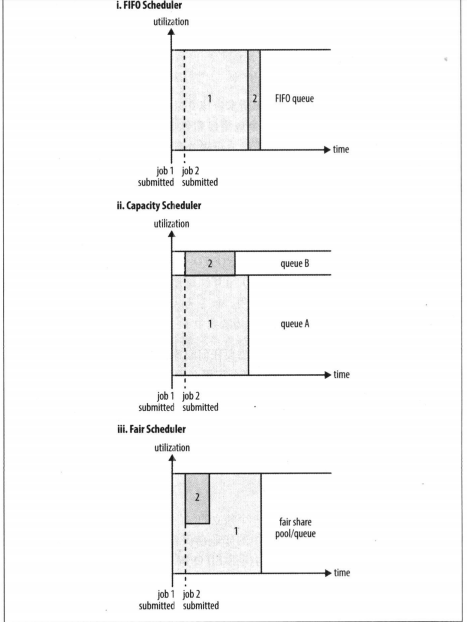 i. FIFO Scheduler
utilization
1
2
FIFO queue
time
job 1 job 2
submitted submitted
ii. Capacity Scheduler
utilization
2
queue B
1
queue A
time
job 1 job 2
submitted submitted
iii. Fair Scheduler
utilization
2
1
fair share
pool/queue
time
job 1 job 2
submitted submitted